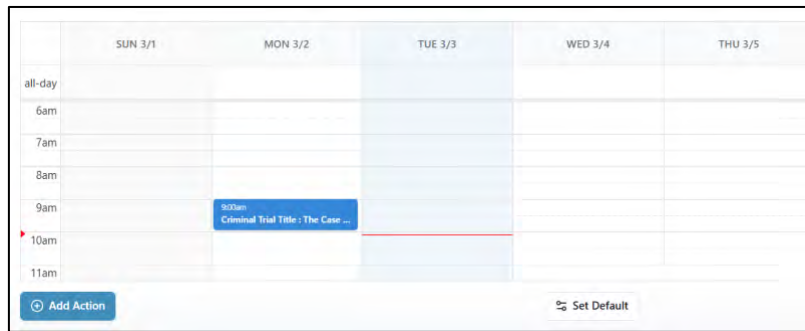 SUN 3/1 MON 3/2 TUE 3/3 WED 3/4 THU 3/5
all-day
6am
7am
8am
9am
9:00am
Criminal Trial Title : The Case ...
10am
11am
Add Action Set Default